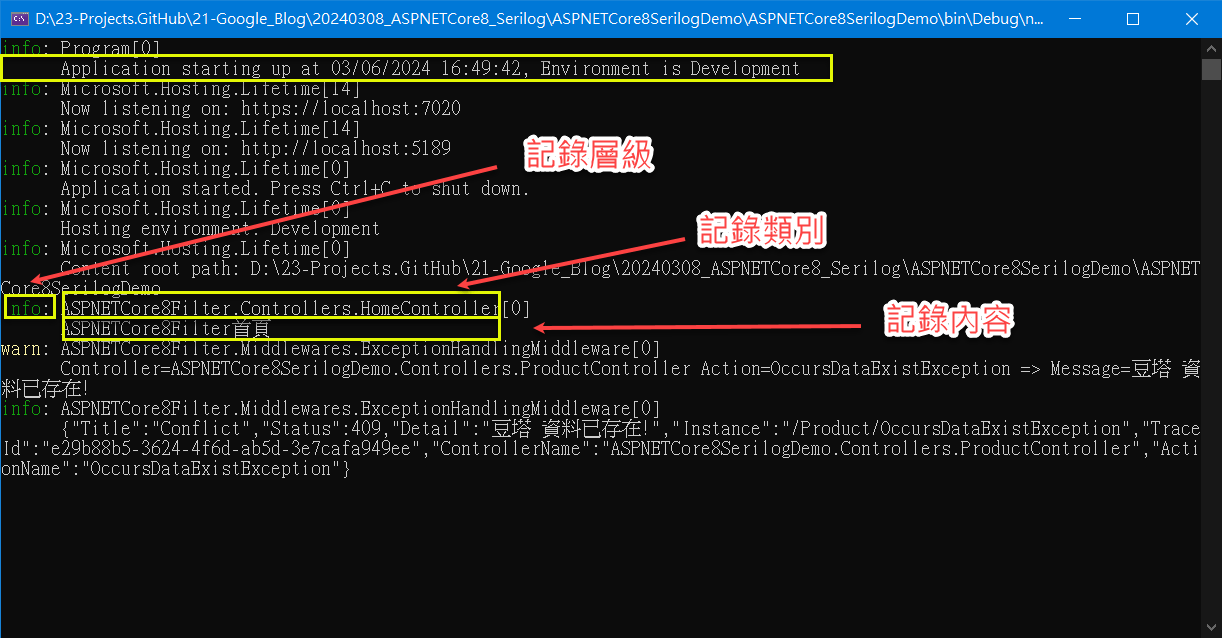 D:\23-Projects.GitHub\21-Google_Blog\20240308_ASPNETCore8_Serilog\ASPNETCore8SerilogDemo\ASPNETCore8SerilogDemo\bin\Debug\n...
info: Program[0]
Application starting up at 03/06/2024 16:49:42, Environment is Development
info: Microsoft.Hosting.Lifetime[14]
Now listening on: https://localhost:7020
info: Microsoft.Hosting.Lifetime[14]
Now listening on: http://localhost:5189
記錄層級
info: Microsoft.Hosting.Lifetime[0]
Application started. Press Ctrl+C to shut down.
info: Microsoft.Hosting.Lifetime[0]
Hosting environment: Development
記錄類別
info: Microsoft.Hosting.Lifetime[0]
Content root path: D:\23-Projects.GitHub\21-Google_Blog\20240308_ASPNETCore8_Serilog\ASPNETCore8SerilogDemo\ASPNET
Core8SerilogDemo
info: ASPNETCore8Filter.Controllers.HomeController[0]
ASPNETCore8Filter首頁
記錄內容
warn: ASPNETCore8Filter.Middlewares.ExceptionHandlingMiddleware[0]
Controller=ASPNETCore8SerilogDemo.Controllers.ProductController Action=OccursDataExistException => Message=豆塔 資
料已存在!
info: ASPNETCore8Filter.Middlewares.ExceptionHandlingMiddleware[0]
{"Title":"Conflict","Status":409,"Detail":"豆塔 資料已存在!","Instance":"/Product/OccursDataExistException","Trace
Id":"e29b88b5-3624-4f6d-ab5d-3e7cafa949ee","ControllerName":"ASPNETCore8SerilogDemo.Controllers.ProductController","Acti
onName":"OccursDataExistException"}